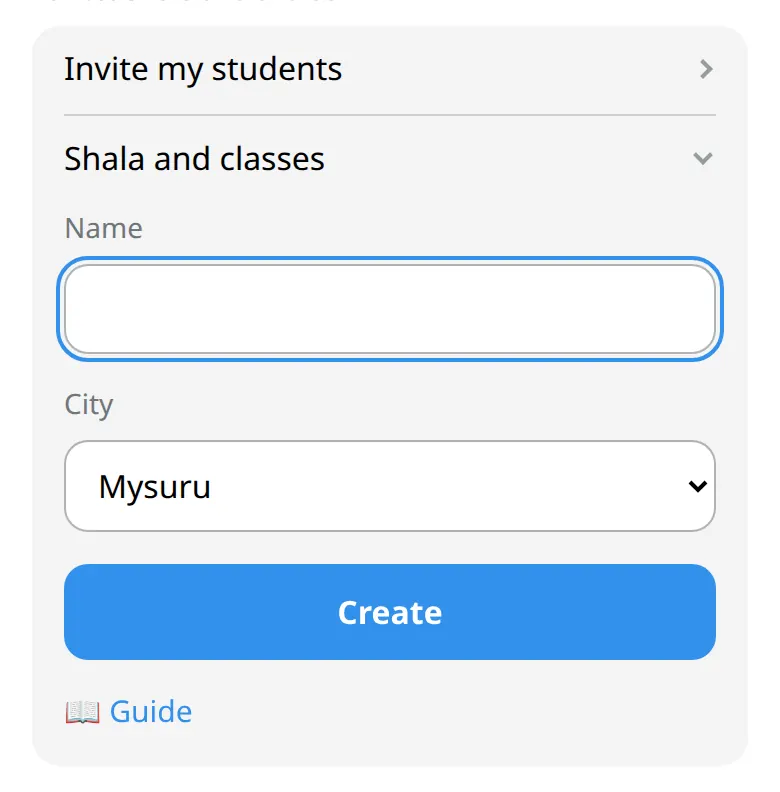 Invite my students
Shala and classes
Name
City
Mysuru
Create
📖 Guide